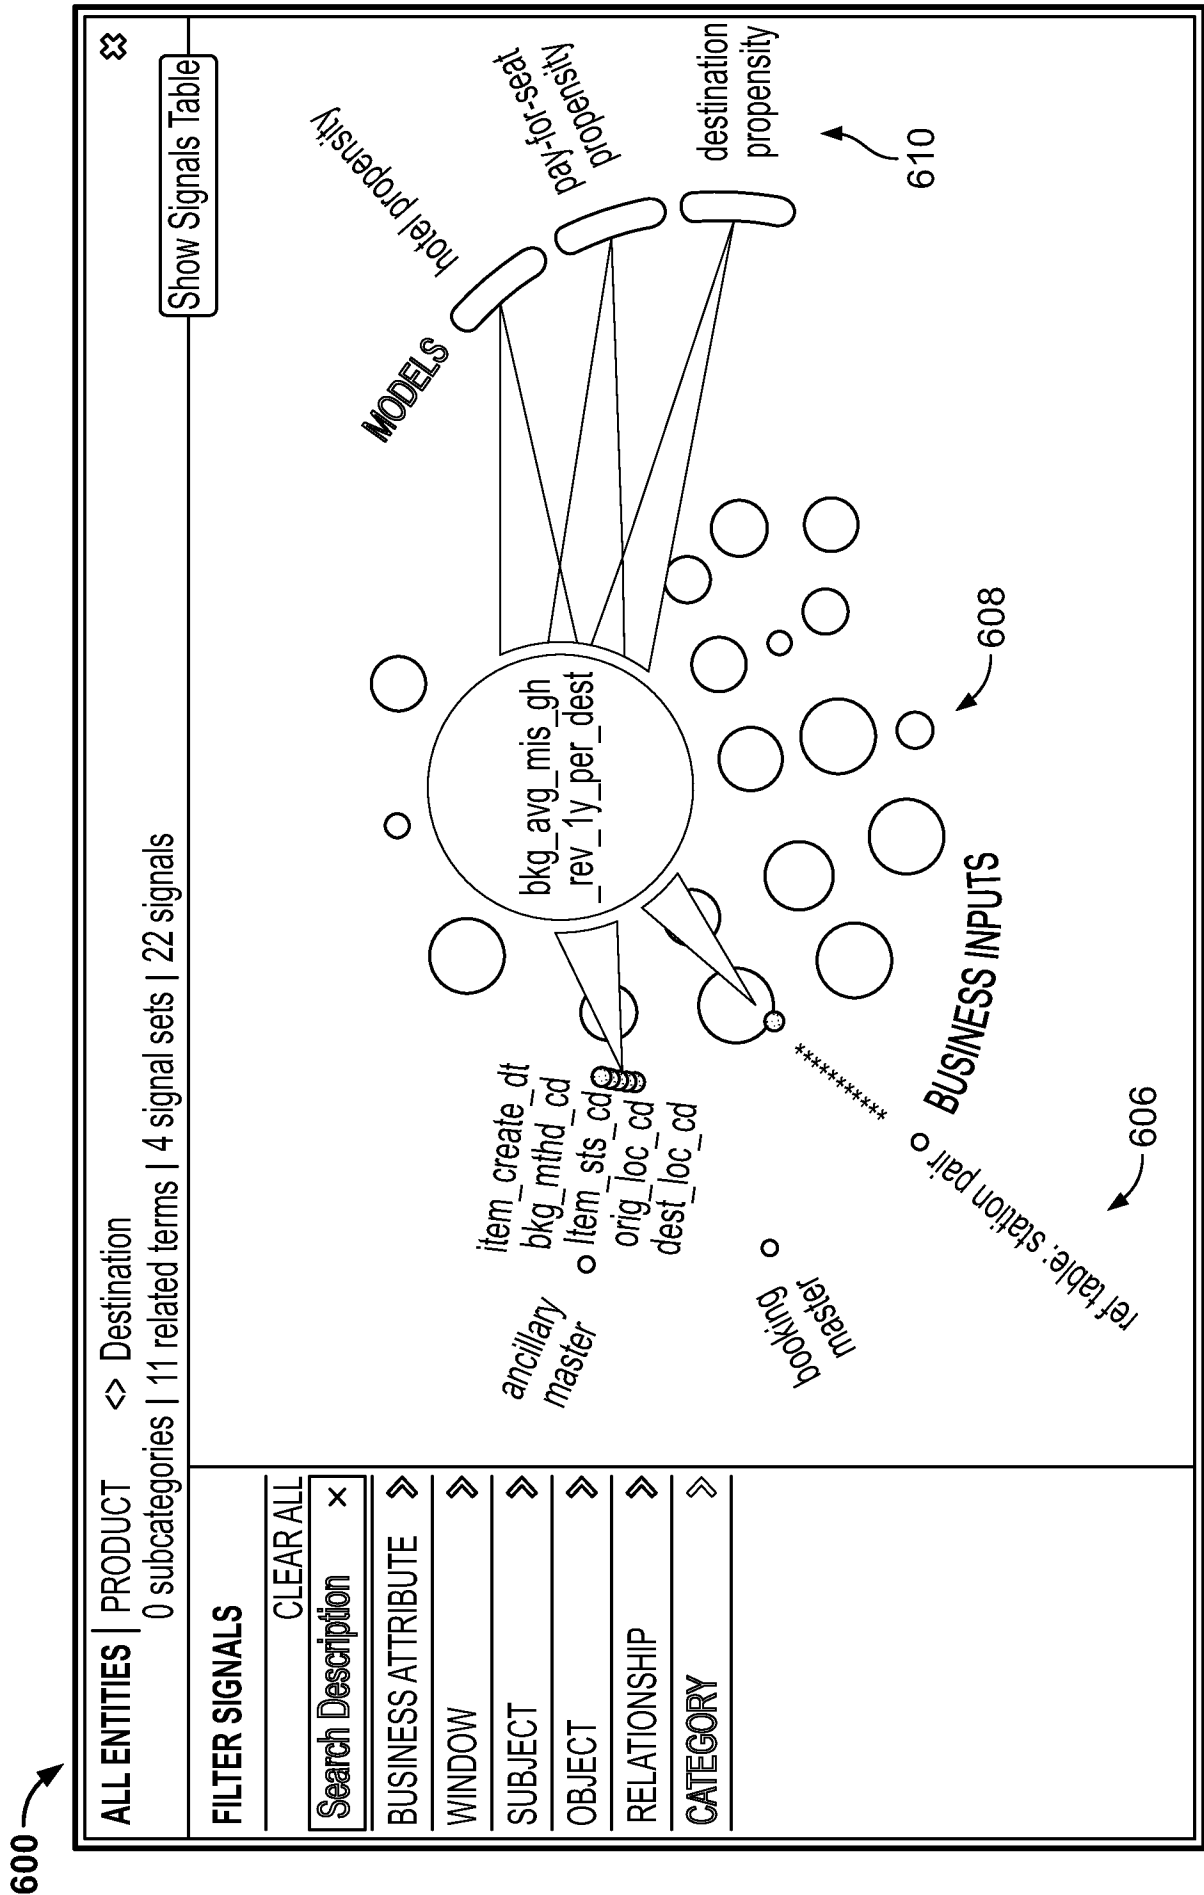 600
ALL ENTITIES | PRODUCT <> Destination
0 subcategories | 11 related terms | 4 signal sets | 22 signals
Show Signals Table
FILTER SIGNALS
CLEAR ALL
Search Description ×
BUSINESS ATTRIBUTE
WINDOW
SUBJECT
OBJECT
RELATIONSHIP
CATEGORY
ancillary
master
item_create_dt
bkg_mthd_cd
Item_sts_cd
orig_loc_cd
dest_loc_cd
booking
master
ref table: station pair
***********
BUSINESS INPUTS
606
bkg_avg_mis_gh
_rev_1y_per_dest
608
MODELS
hotel propensity
pay-for-seat
propensity
destination
propensity
610